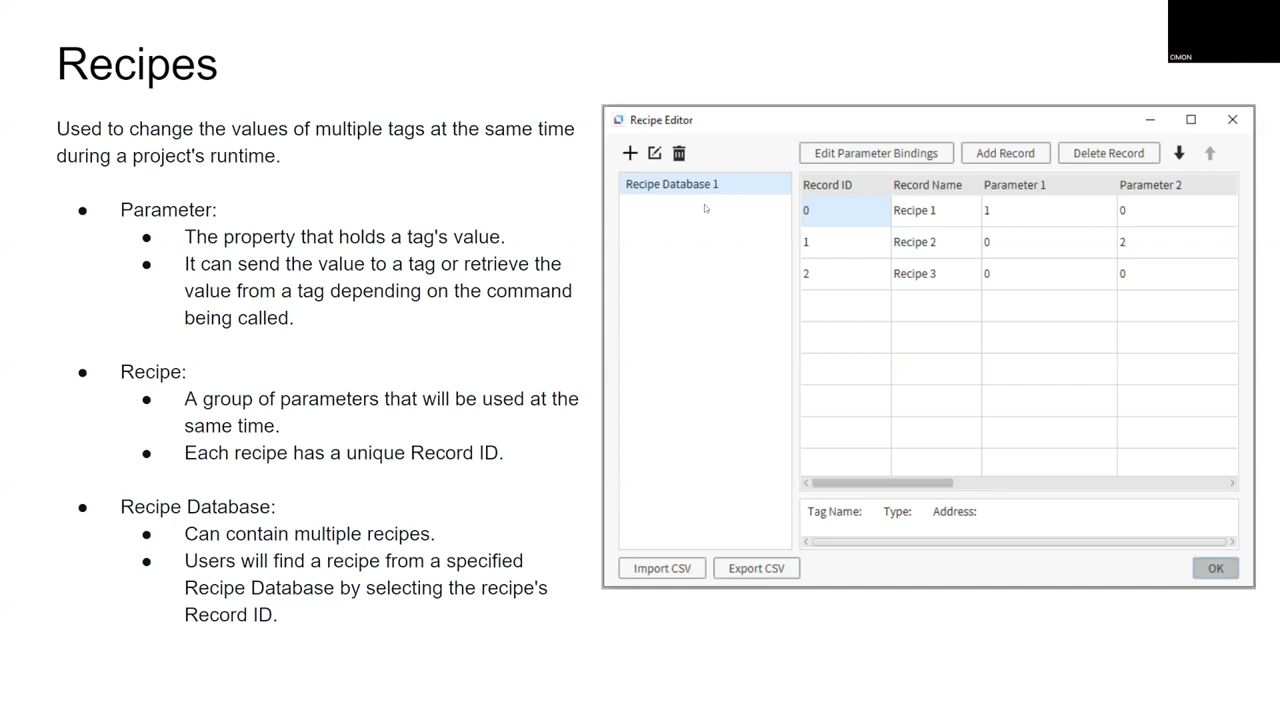 Recipes
CIMON
Used to change the values of multiple tags at the same time
during a project's runtime.
● Parameter:
● The property that holds a tag's value.
● It can send the value to a tag or retrieve the
value from a tag depending on the command
being called.
● Recipe:
● A group of parameters that will be used at the
same time.
● Each recipe has a unique Record ID.
● Recipe Database:
● Can contain multiple recipes.
● Users will find a recipe from a specified
Recipe Database by selecting the recipe's
Record ID.
Recipe Editor
Edit Parameter Bindings Add Record Delete Record
Recipe Database 1
Record ID Record Name Parameter 1 Parameter 2
0 Recipe 1 1 0
1 Recipe 2 0 2
2 Recipe 3 0 0
Tag Name: Type: Address:
Import CSV Export CSV OK